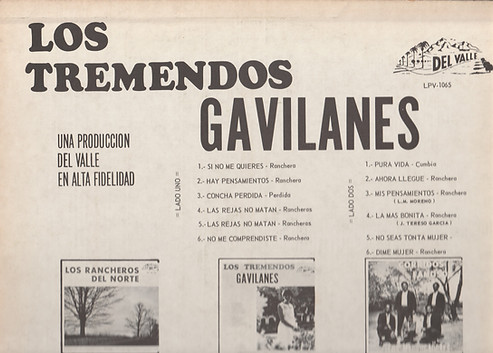 LOS
TREMENDOS
GAVILANES
DEL VALLE
LPV-1065
UNA PRODUCCION
DEL VALLE
EN ALTA FIDELIDAD
= LADO UNO =
1.- SI NO ME QUIERES - Ranchera
2.- HAY PENSAMIENTOS - Ranchera
3.- CONCHA PERDIDA - Perdida
4.- LAS REJAS NO MATAN - Rancheras
5.- LAS REJAS NO MATAN - Rancheras
6.- NO ME COMPRENDISTE - Ranchera
= LADO DOS =
1.- PURA VIDA - Cumbia
2.- AHORA LLEGUE - Ranchera
3.- MIS PENSAMIENTOS - Ranchera
( L.M. MORENO )
4.- LA MAS BONITA - Ranchera
( J. TERESO GARCIA )
5.- NO SEAS TONTA MUJER -
6.- DIME MUJER - Ranchera
LOS RANCHEROS
DEL NORTE
LOS TREMENDOS
GAVILANES